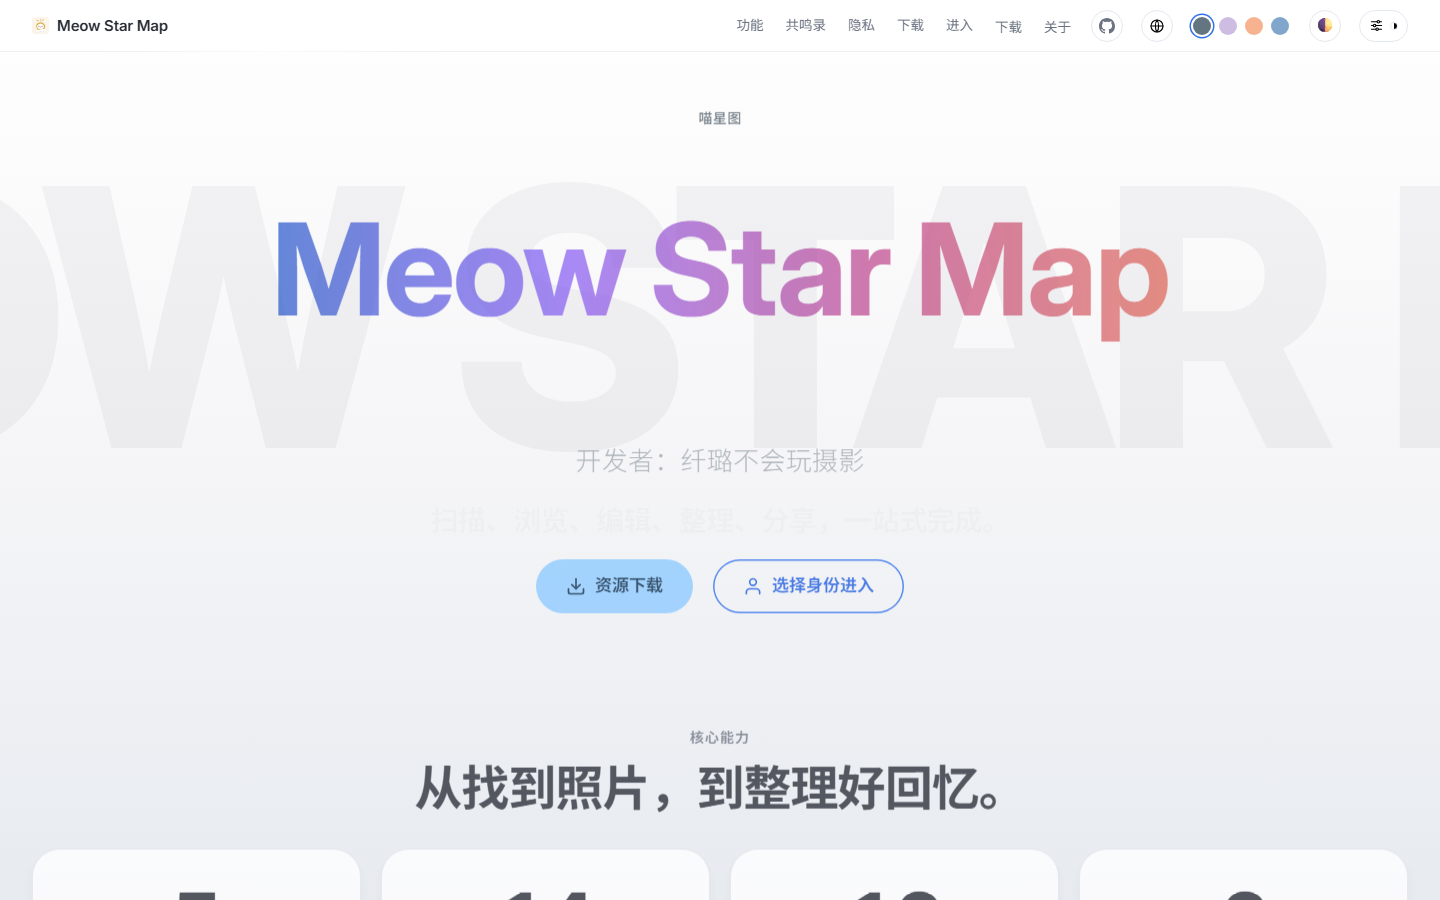 Meow Star Map
功能 共鸣录 隐私 下载 进入 下载 关于
喵星图
OW STAR
Meow Star Map
开发者：纤璐不会玩摄影
扫描、浏览、编辑、整理、分享，一站式完成。
资源下载 选择身份进入
核心能力
从找到照片，到整理好回忆。